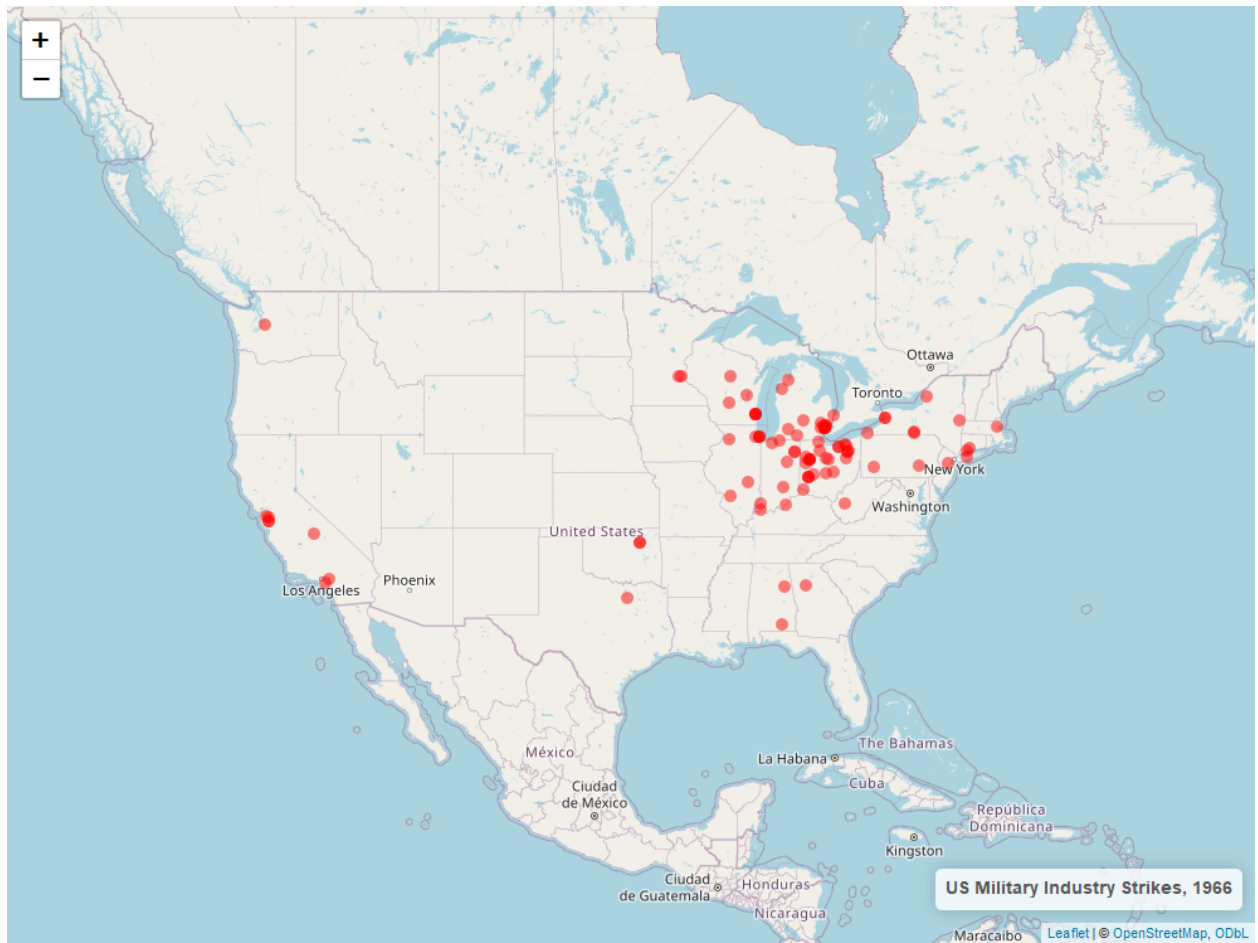 +
−
Ottawa
Toronto
New York
Washington
United States
Phoenix
Los Angeles
La Habana
The Bahamas
México
Cuba
Ciudad
de México
República
Dominicana
Kingston
Ciudad
de Guatemala
Honduras
US Military Industry Strikes, 1966
Nicaragua
Maracaibo
Leaflet | © OpenStreetMap, ODbL